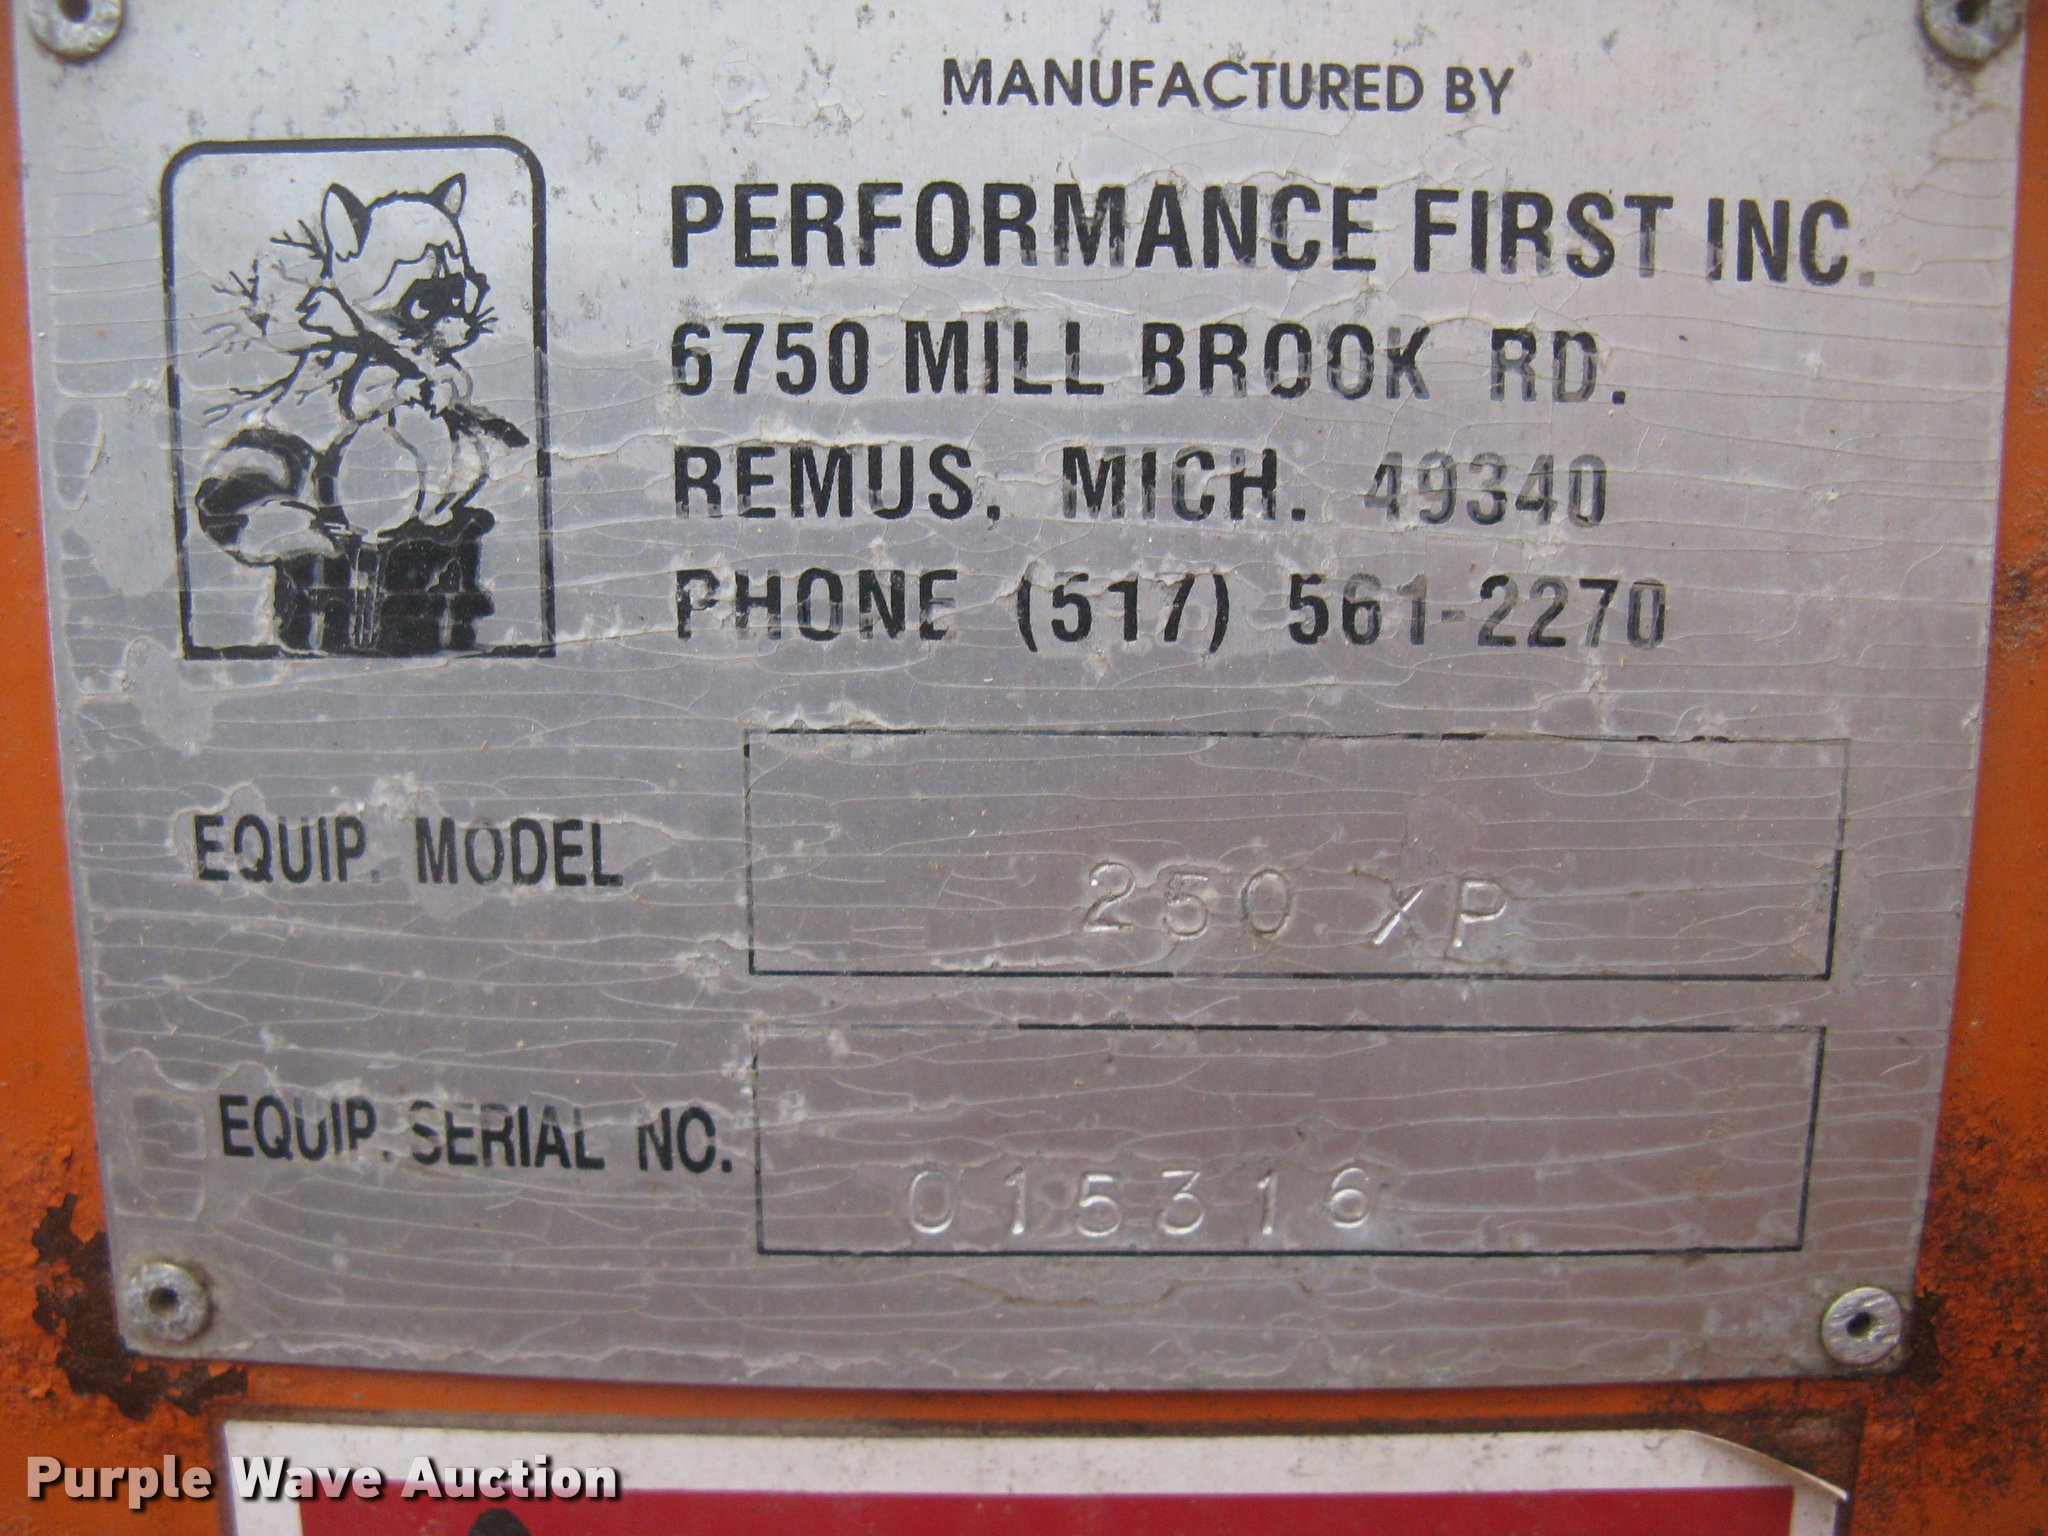 MANUFACTURED BY
PERFORMANCE FIRST INC.
6750 MILL BROOK RD.
REMUS, MICH. 49340
PHONE (517) 561-2270
EQUIP. MODEL 250 XP
EQUIP. SERIAL NO. 015316
Purple Wave Auction